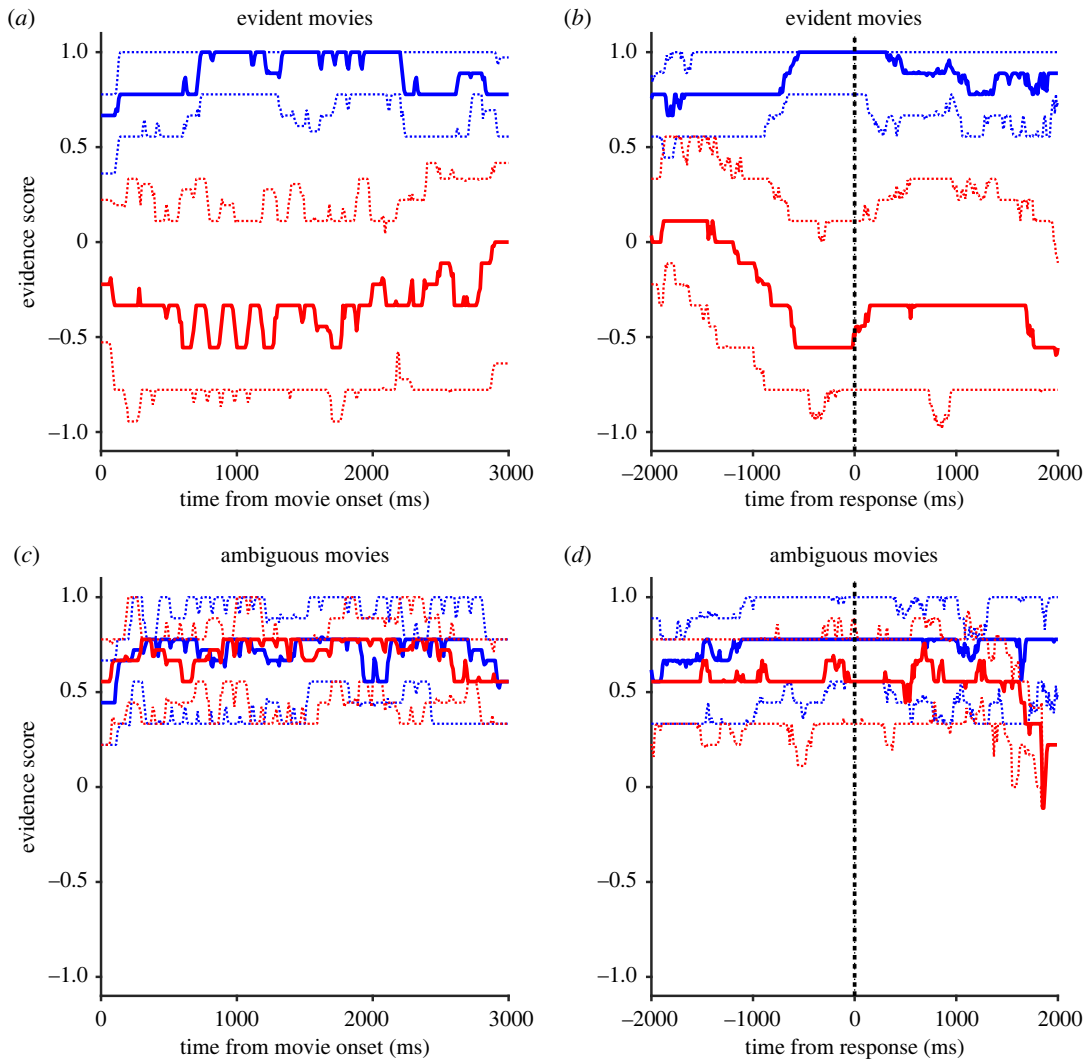 (a) evident movies
1.0
0.5
0
–0.5
–1.0
evidence score
0 1000 2000 3000
time from movie onset (ms)
(b) evident movies
1.0
0.5
0
–0.5
–1.0
–2000 –1000 0 1000 2000
time from response (ms)
(c) ambiguous movies
1.0
0.5
0
–0.5
–1.0
evidence score
0 1000 2000 3000
time from movie onset (ms)
(d) ambiguous movies
1.0
0.5
0
–0.5
–1.0
–2000 –1000 0 1000 2000
time from response (ms)